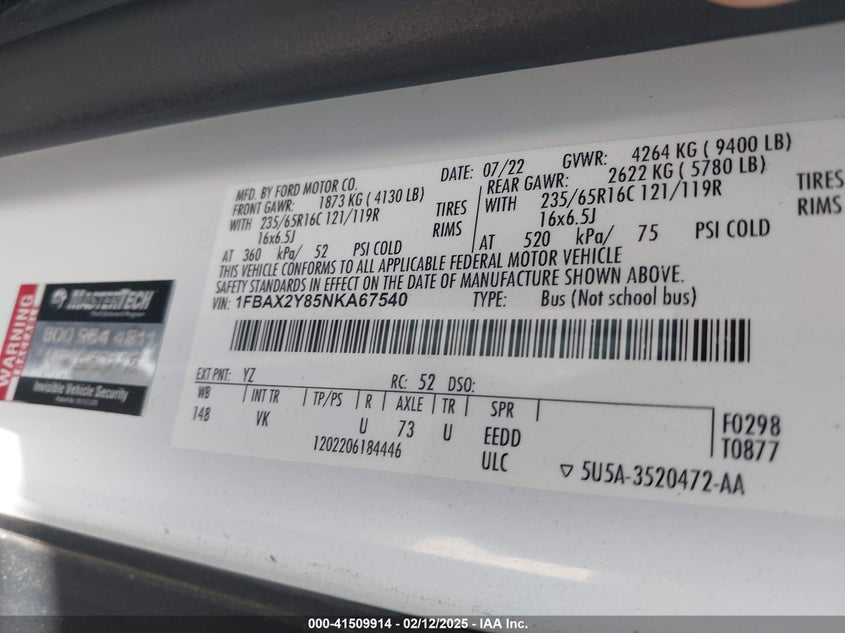 MFD. BY FORD MOTOR CO.
DATE: 07/22 GVWR: 4264 KG ( 9400 LB)
FRONT GAWR: 1873 KG ( 4130 LB)
REAR GAWR: 2622 KG ( 5780 LB)
WITH 235/65R16C 121/119R TIRES
WITH 235/65R16C 121/119R TIRES
16x6.5J RIMS
16x6.5J RIMS
AT 360 kPa/ 52 PSI COLD
AT 520 kPa/ 75 PSI COLD
THIS VEHICLE CONFORMS TO ALL APPLICABLE FEDERAL MOTOR VEHICLE
SAFETY STANDARDS IN EFFECT ON THE DATE OF MANUFACTURE SHOWN ABOVE.
VIN: 1FBAX2Y85NKA67540 TYPE: Bus (Not school bus)
EXT PNT: YZ RC: 52 DSO:
WB INT TR TP/PS R AXLE TR SPR
148 VK U 73 U EEDD
1202206184446 ULC
F0298
T0877
5U5A-3520472-AA
WARNING
MASTERTECH
800 984 4911
Invisible Vehicle Security
000-41509914 - 02/12/2025 - IAA Inc.